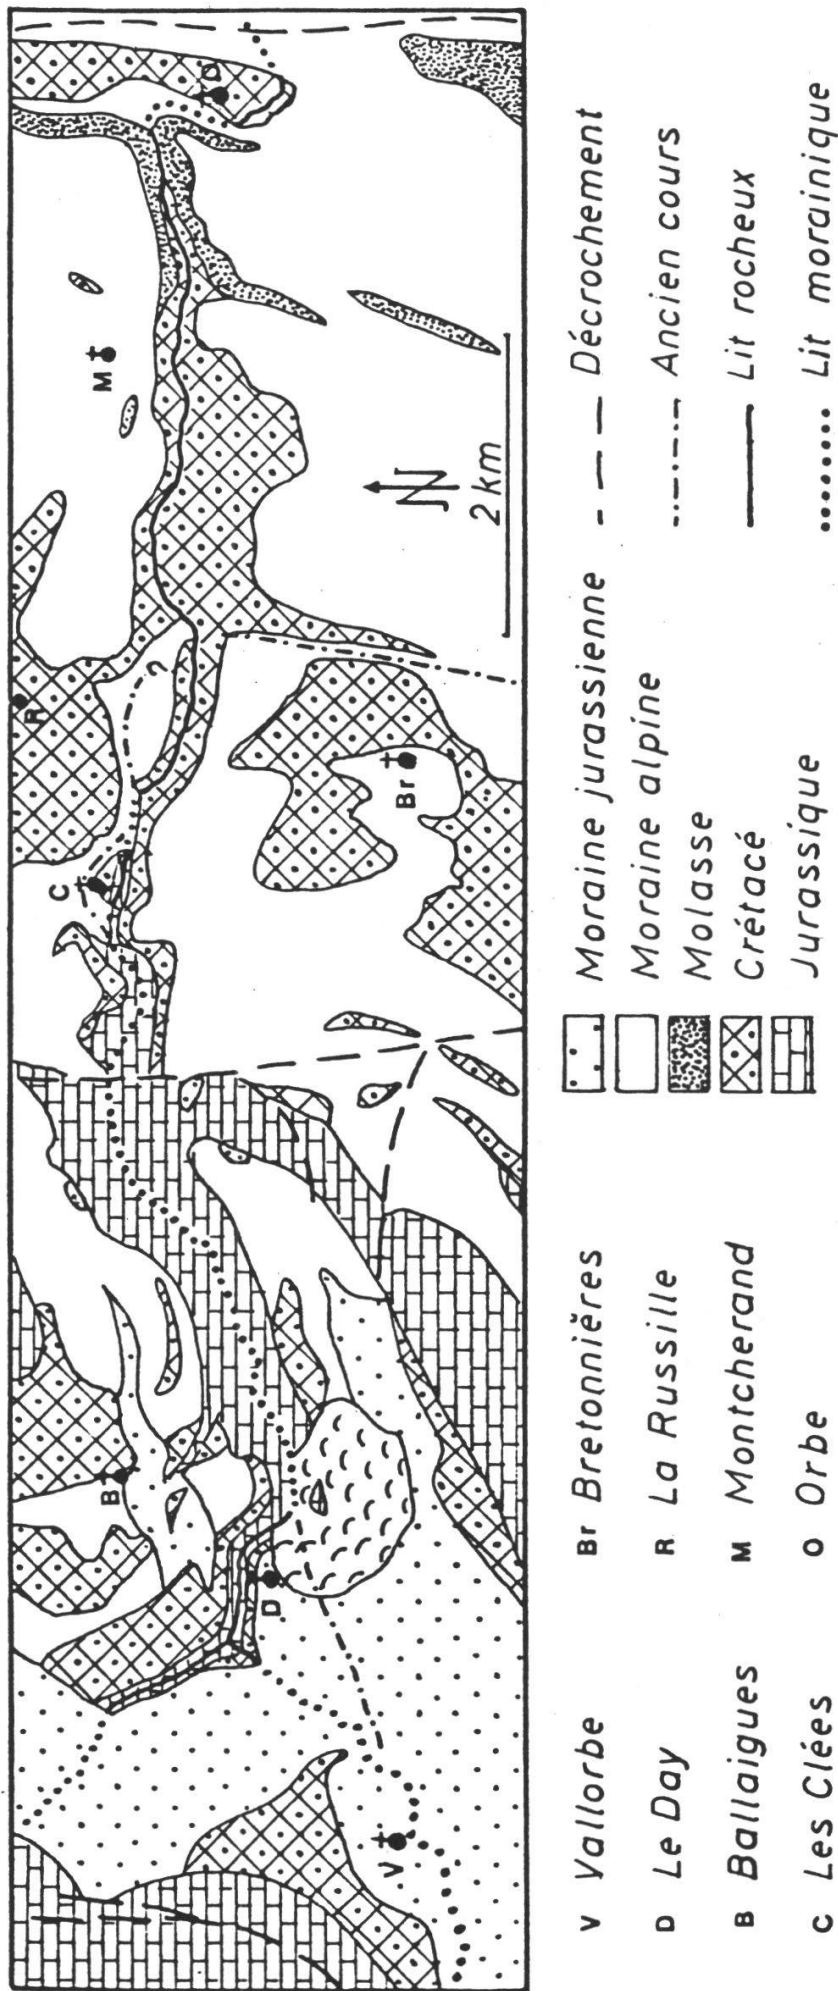 V
D
B
C
R
Br
M
O
?
N
2 km
V Vallorbe
D Le Day
B Ballaigues
C Les Clées
Br Bretonnières
R La Russille
M Montcherand
O Orbe
Moraine jurassienne
Moraine alpine
Molasse
Crétacé
Jurassique
Décrochement
Ancien cours
Lit rocheux
Lit morainique